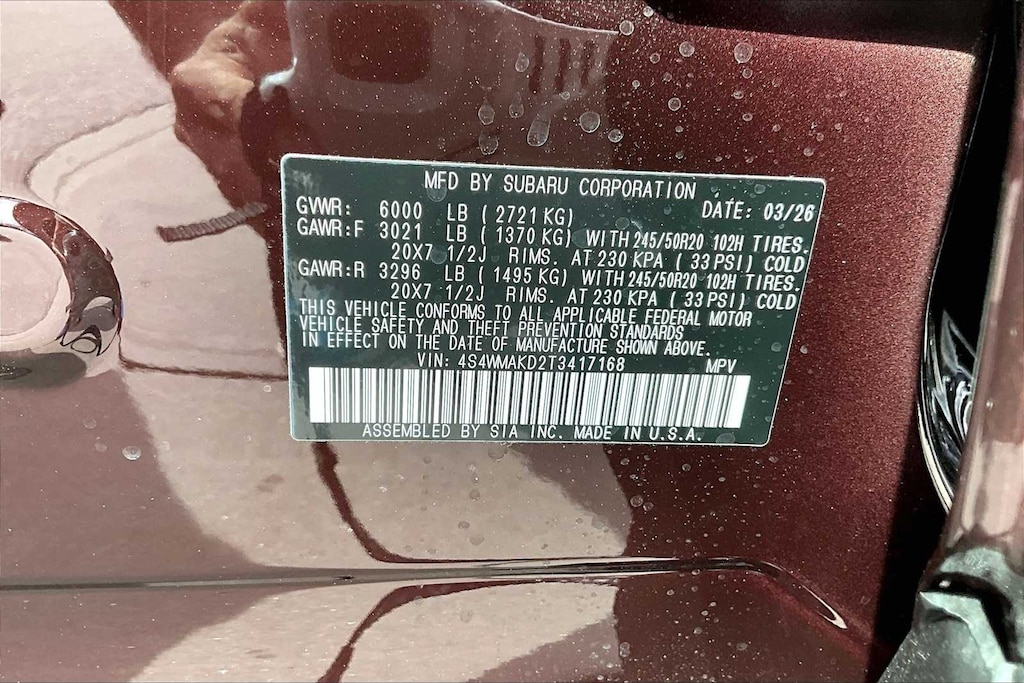 MFD BY SUBARU CORPORATION
GVWR: 6000 LB ( 2721 KG) DATE: 03/26
GAWR:F 3021 LB ( 1370 KG) WITH 245/50R20 102H TIRES.
20X7 1/2J RIMS. AT 230 KPA ( 33 PSI) COLD
GAWR:R 3296 LB ( 1495 KG) WITH 245/50R20 102H TIRES.
20X7 1/2J RIMS. AT 230 KPA ( 33 PSI) COLD
THIS VEHICLE CONFORMS TO ALL APPLICABLE FEDERAL MOTOR
VEHICLE SAFETY AND THEFT PREVENTION STANDARDS
IN EFFECT ON THE DATE OF MANUFACTURE SHOWN ABOVE.
VIN: 4S4WMAKD2T3417168 MPV
ASSEMBLED BY SIA INC. MADE IN U.S.A.